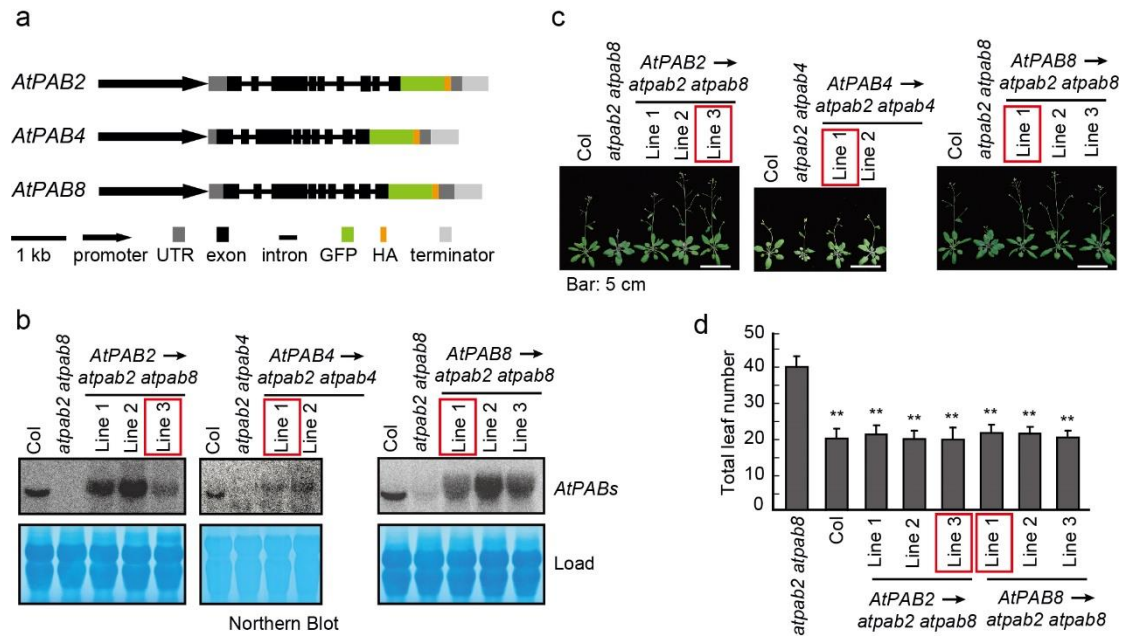 a
AtPAB2
AtPAB4
AtPAB8
1 kb promoter UTR exon intron GFP HA terminator
b
Col
atpab2 atpab8
AtPAB2 →
atpab2 atpab8
Line 1
Line 2
Line 3
atpab2 atpab4
AtPAB4 →
atpab2 atpab4
Line 1
Line 2
Col
atpab2 atpab8
AtPAB8 →
atpab2 atpab8
Line 1
Line 2
Line 3
Col
AtPABs
Load
Northern Blot
c
Col
atpab2 atpab8
AtPAB2 →
atpab2 atpab8
Line 1
Line 2
Line 3
Col
atpab2 atpab4
AtPAB4 →
atpab2 atpab4
Line 1
Line 2
Col
atpab2 atpab8
AtPAB8 →
atpab2 atpab8
Line 1
Line 2
Line 3
Bar: 5 cm
d
Total leaf number
50
40
30
20
10
0
** ** ** ** ** ** **
atpab2 atpab8
Col
Line 1
Line 2
Line 3
Line 1
Line 2
Line 3
AtPAB2 →
atpab2 atpab8
AtPAB8 →
atpab2 atpab8